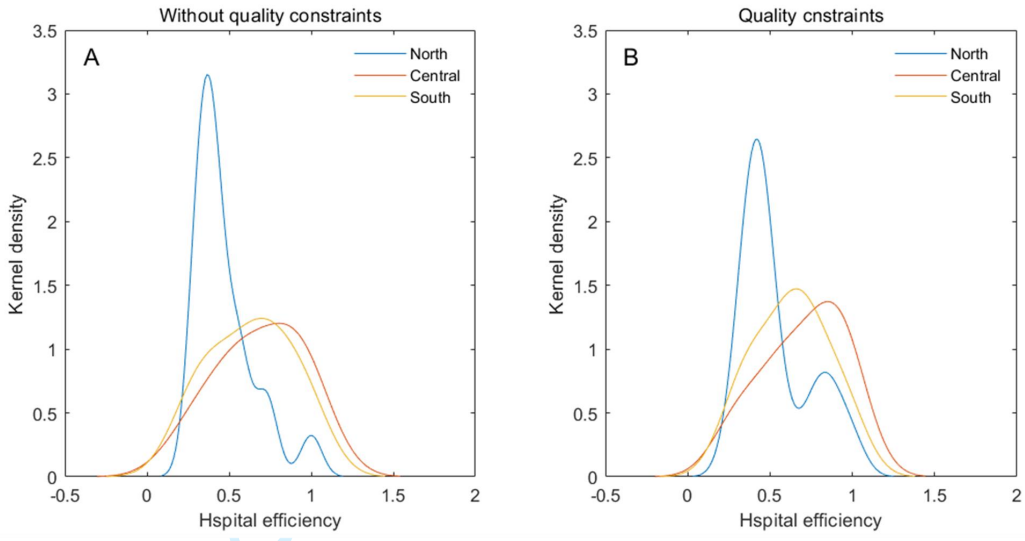 Without quality constraints
A
North
Central
South
3.5
3
2.5
2
1.5
1
0.5
0
-0.5
0
0.5
1
1.5
2
Kernel density
Hspital efficiency
Quality cnstraints
B
North
Central
South
3.5
3
2.5
2
1.5
1
0.5
0
-0.5
0
0.5
1
1.5
2
Kernel density
Hspital efficiency